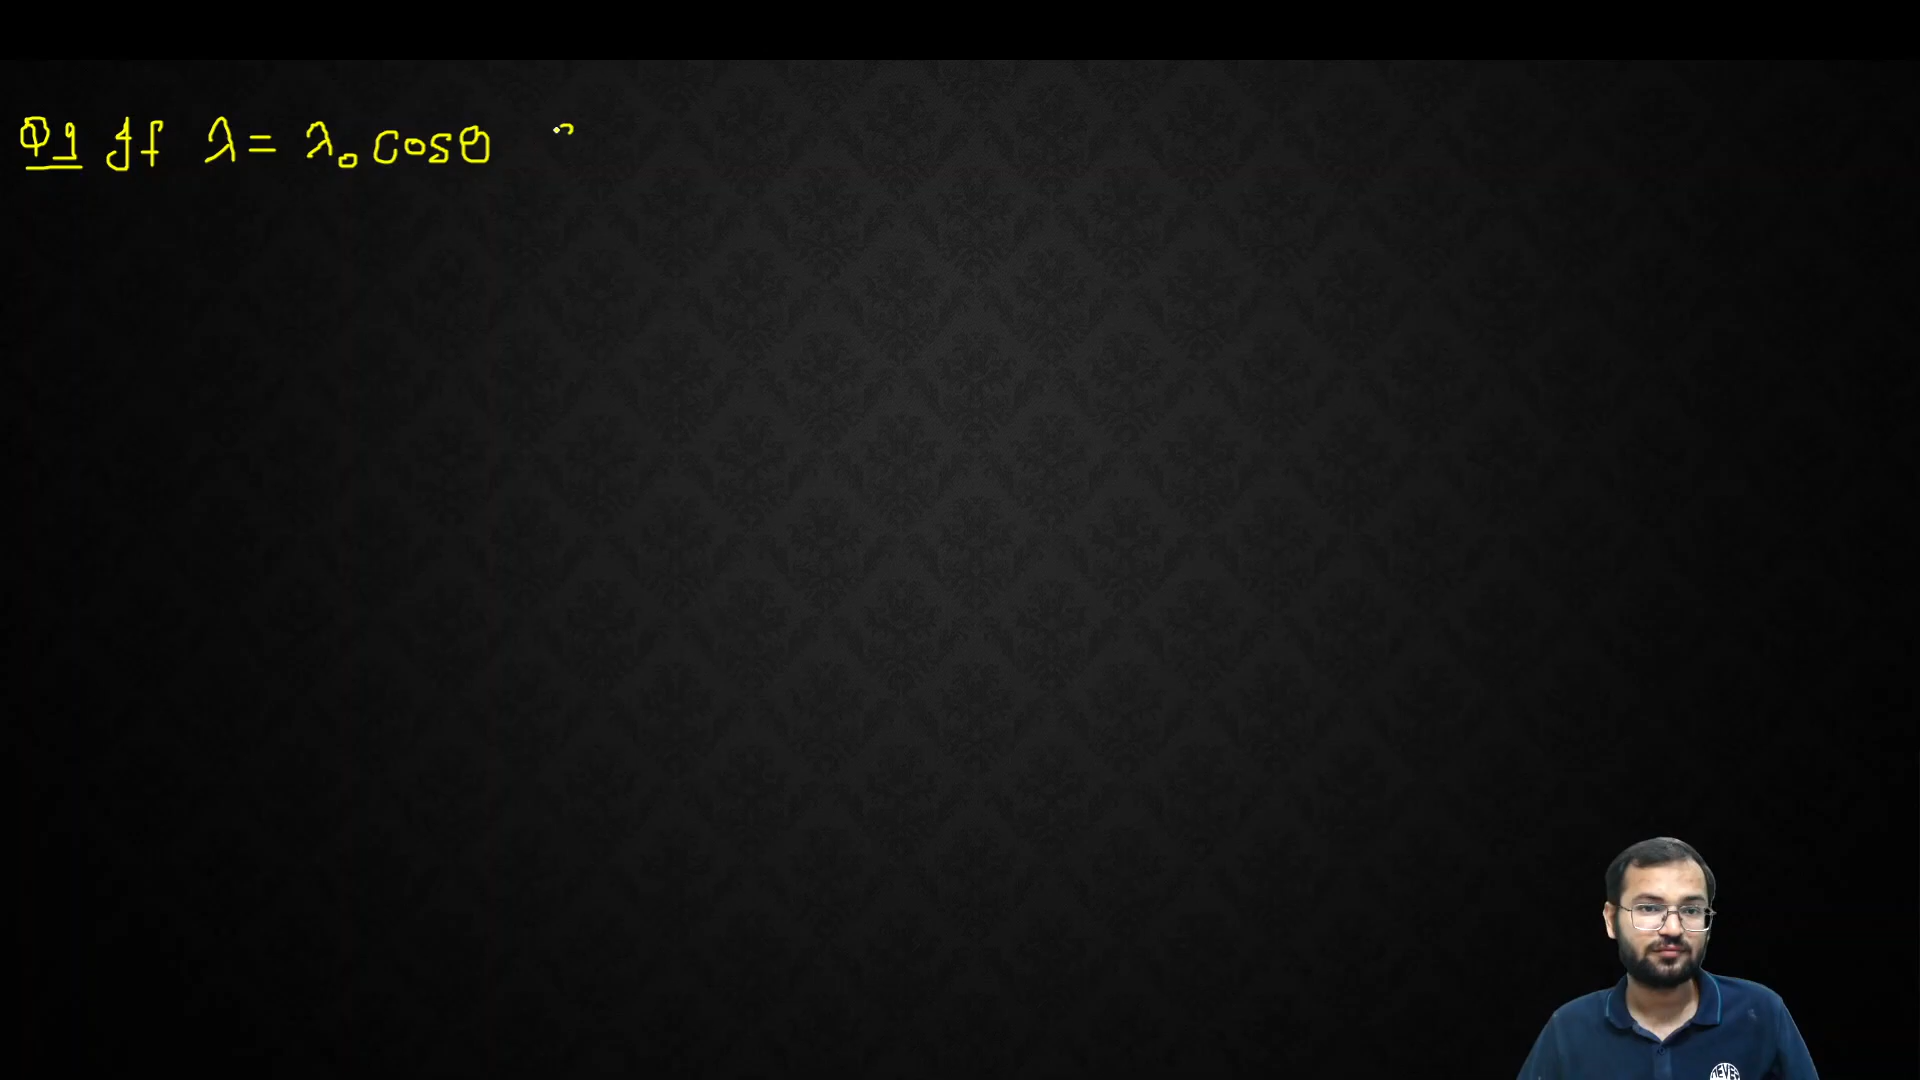 Q1 If λ = λ₀ cosθ